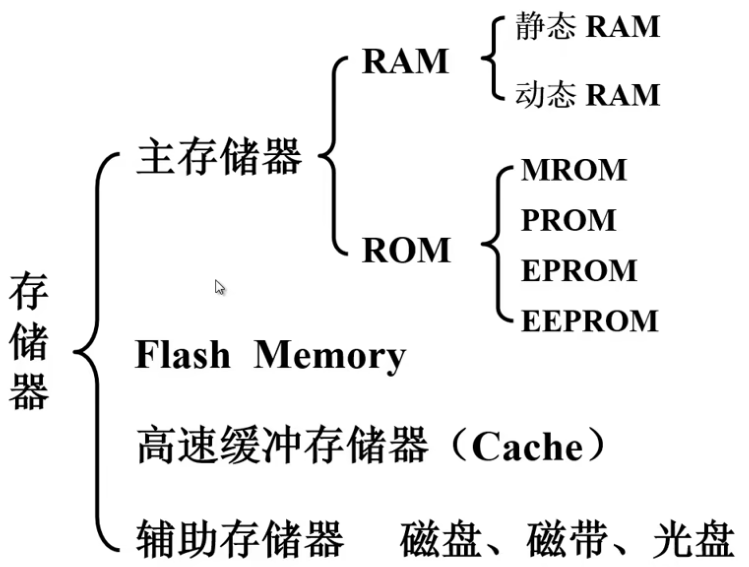 存储器
主存储器
RAM
静态 RAM
动态 RAM
ROM
MROM
PROM
EPROM
EEPROM
Flash Memory
高速缓冲存储器（Cache）
辅助存储器 磁盘、磁带、光盘